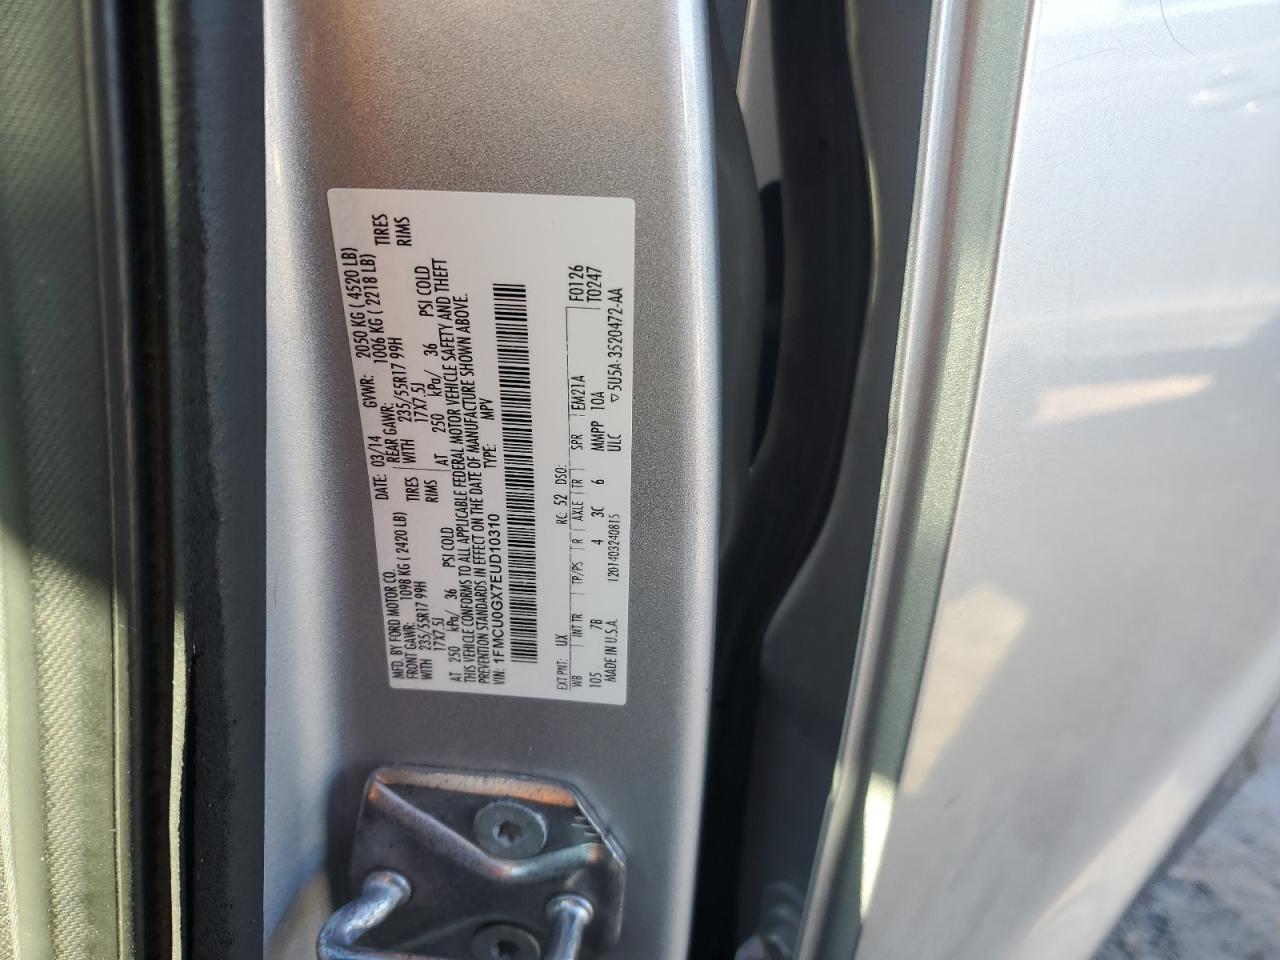 MFD. BY FORD MOTOR CO.
DATE: 03/14 GVWR: 2050 KG ( 4520 LB)
FRONT GAWR: 1098 KG ( 2420 LB) REAR GAWR: 1006 KG ( 2218 LB)
WITH 235/55R17 99H TIRES WITH 235/55R17 99H TIRES
17X7.5J RIMS 17X7.5J RIMS
AT 250 kPa/ 36 PSI COLD AT 250 kPa/ 36 PSI COLD
THIS VEHICLE CONFORMS TO ALL APPLICABLE FEDERAL MOTOR VEHICLE SAFETY AND THEFT
PREVENTION STANDARDS IN EFFECT ON THE DATE OF MANUFACTURE SHOWN ABOVE.
VIN: 1FMCU0GX7EUD10310 TYPE: MPV
EXT PNT: UX RC: 52 DSO: F0126
WB INT TR TP/PS R AXLE TR SPR EM21A T0247
105 7B 4 3C 6 MMPP 10A
MADE IN U.S.A. 1201403240815 ULC ▽5U5A-3520472-AA